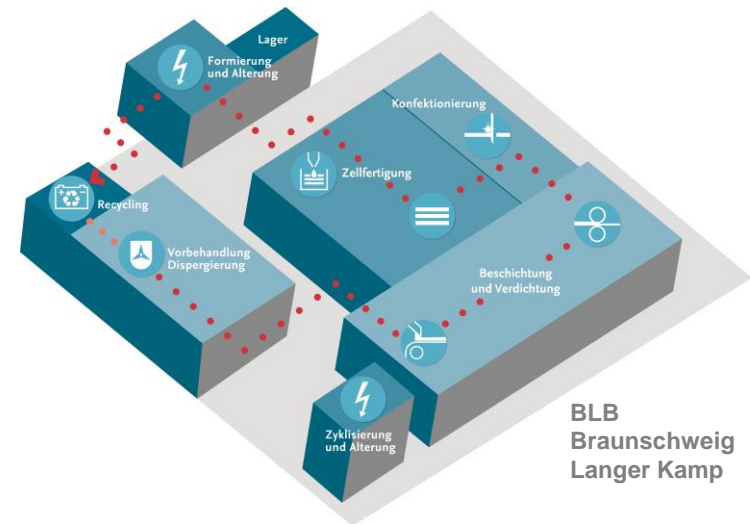 Lager
Formierung
und Alterung
Konfektionierung
Zellfertigung
Recycling
Vorbehandlung
Dispergierung
Beschichtung
und Verdichtung
Zyklisierung
und Alterung
BLB
Braunschweig
Langer Kamp